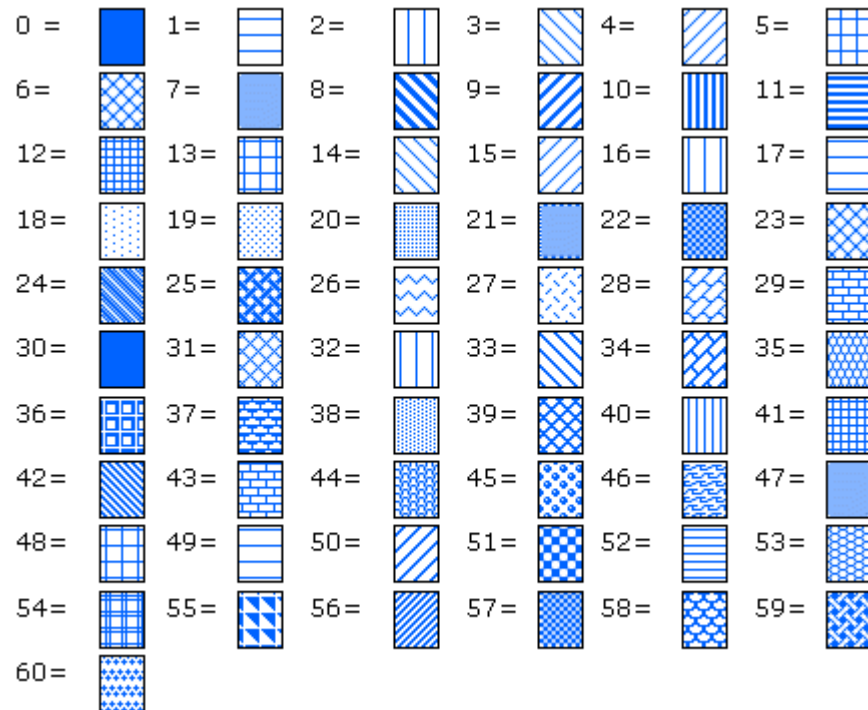 0 = 1= 2= 3= 4= 5=
6= 7= 8= 9= 10= 11=
12= 13= 14= 15= 16= 17=
18= 19= 20= 21= 22= 23=
24= 25= 26= 27= 28= 29=
30= 31= 32= 33= 34= 35=
36= 37= 38= 39= 40= 41=
42= 43= 44= 45= 46= 47=
48= 49= 50= 51= 52= 53=
54= 55= 56= 57= 58= 59=
60=